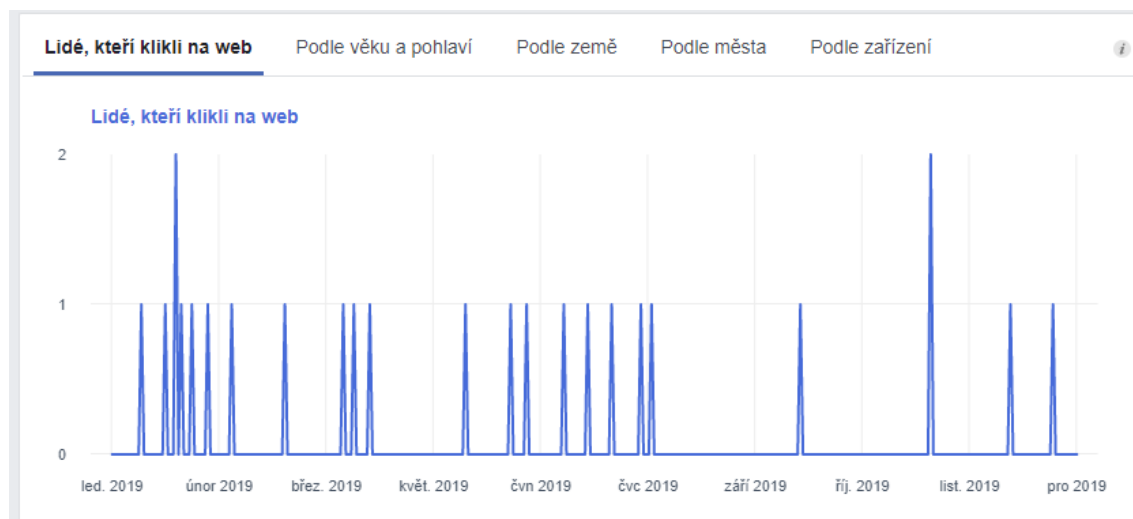 Lidé, kteří klikli na web Podle věku a pohlaví Podle země Podle města Podle zařízení i
Lidé, kteří klikli na web
2
1
0
led. 2019 únor 2019 břez. 2019 květ. 2019 čvn 2019 čvc 2019 září 2019 říj. 2019 list. 2019 pro 2019